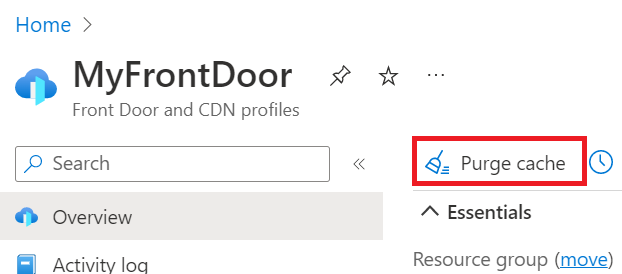 Home >
MyFrontDoor
Front Door and CDN profiles
Search
Purge cache
Overview
Essentials
Activity log
Resource group (move)